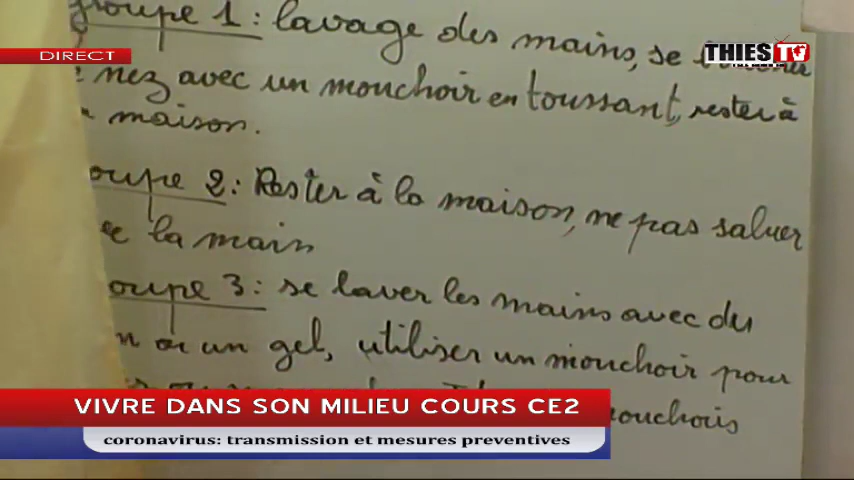 groupe 1 : lavage des mains, se
nez avec un mouchoir en toussant, rester à
maison.
oupe 2 : Rester à la maison, ne pas saluer
la main
oupe 3 : se laver les mains avec du
ou un gel, utiliser un mouchoir pour
mouchoirs
DIRECT
THIES TV
VIVRE DANS SON MILIEU COURS CE2
coronavirus: transmission et mesures preventives